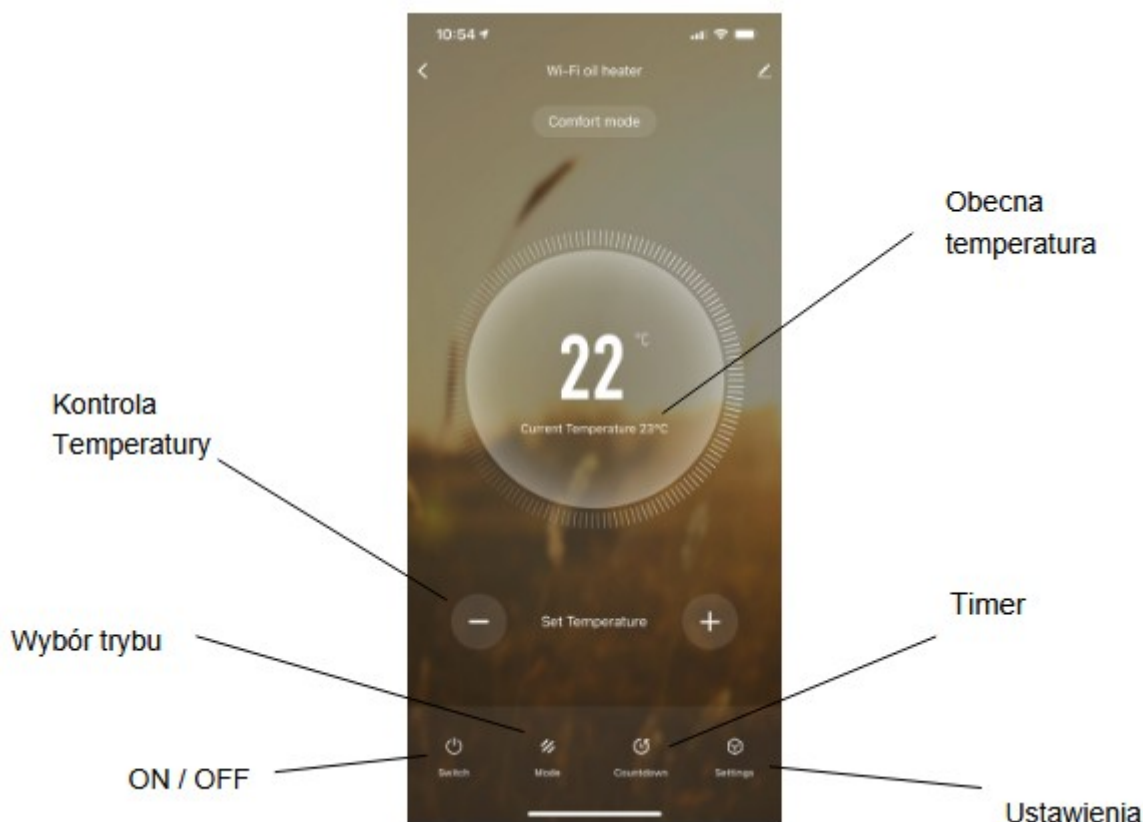 10:54
Wi-Fi oil heater
Comfort mode
Obecna
temperatura
22 °C
Current Temperature 23°C
Kontrola
Temperatury
Set Temperature
Timer
Wybór trybu
Switch
Mode
Countdown
Settings
ON / OFF
Ustawienia